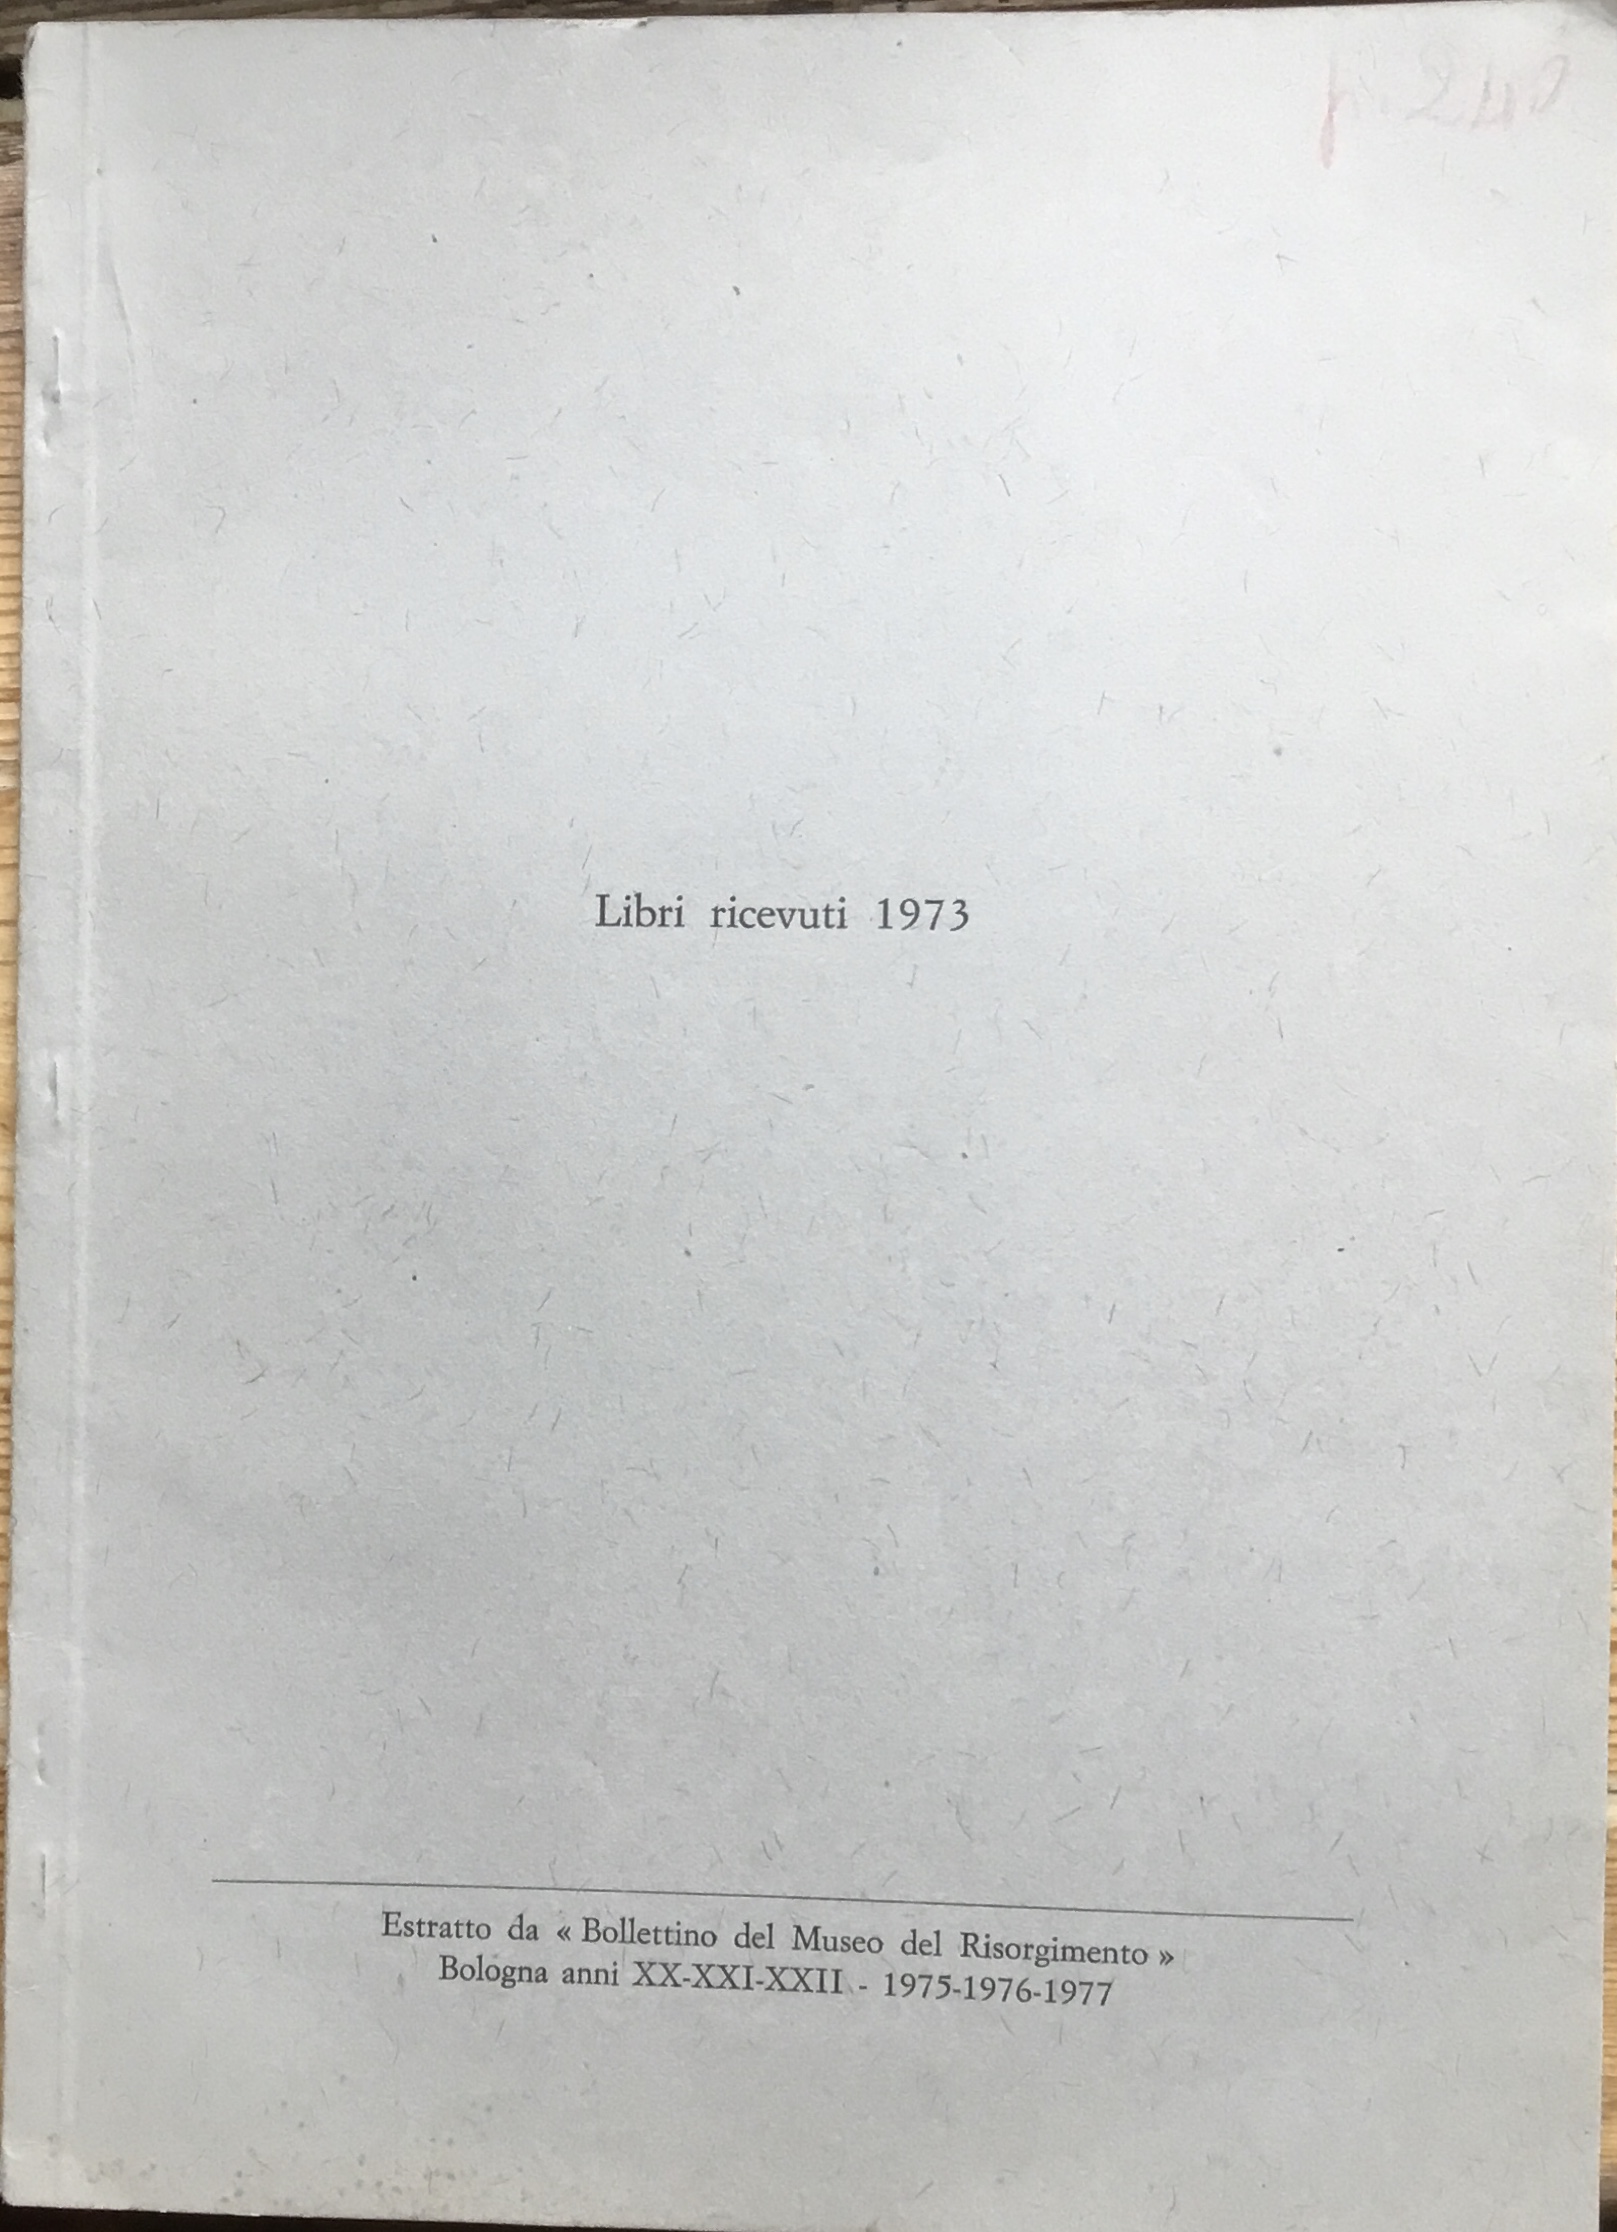 Libri ricevuti 1973
Estratto da « Bollettino del Museo del Risorgimento »
Bologna anni XX-XXI-XXII - 1975-1976-1977